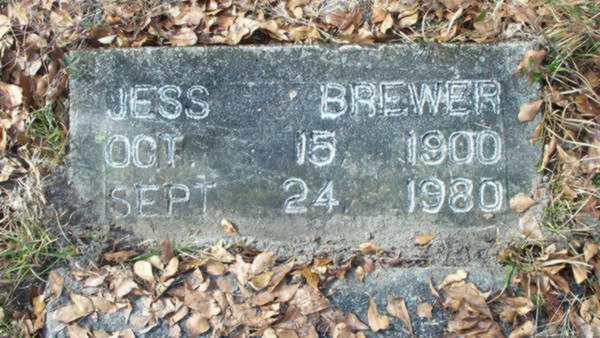 JESS BREWER
OCT. 15 1900
SEPT 24 1980